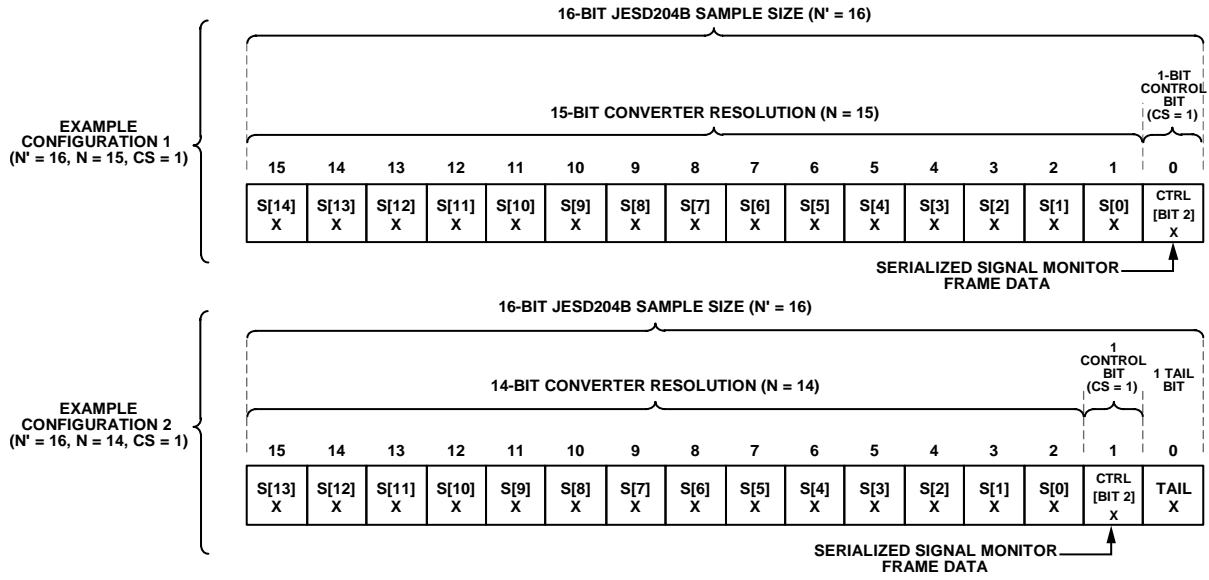 16-BIT JESD204B SAMPLE SIZE (N' = 16)
1-BIT
CONTROL
BIT
(CS = 1)
15-BIT CONVERTER RESOLUTION (N = 15)
EXAMPLE
CONFIGURATION 1
(N' = 16, N = 15, CS = 1)
15 14 13 12 11 10 9 8 7 6 5 4 3 2 1 0
S[14] S[13] S[12] S[11] S[10] S[9] S[8] S[7] S[6] S[5] S[4] S[3] S[2] S[1] S[0] CTRL
[BIT 2]
X X X X X X X X X X X X X X X X
SERIALIZED SIGNAL MONITOR
FRAME DATA
16-BIT JESD204B SAMPLE SIZE (N' = 16)
1
CONTROL
BIT
(CS = 1)
1 TAIL
BIT
14-BIT CONVERTER RESOLUTION (N = 14)
EXAMPLE
CONFIGURATION 2
(N' = 16, N = 14, CS = 1)
15 14 13 12 11 10 9 8 7 6 5 4 3 2 1 0
S[13] S[12] S[11] S[10] S[9] S[8] S[7] S[6] S[5] S[4] S[3] S[2] S[1] S[0] CTRL TAIL
[BIT 2]
X X X X X X X X X X X X X X X X
SERIALIZED SIGNAL MONITOR
FRAME DATA